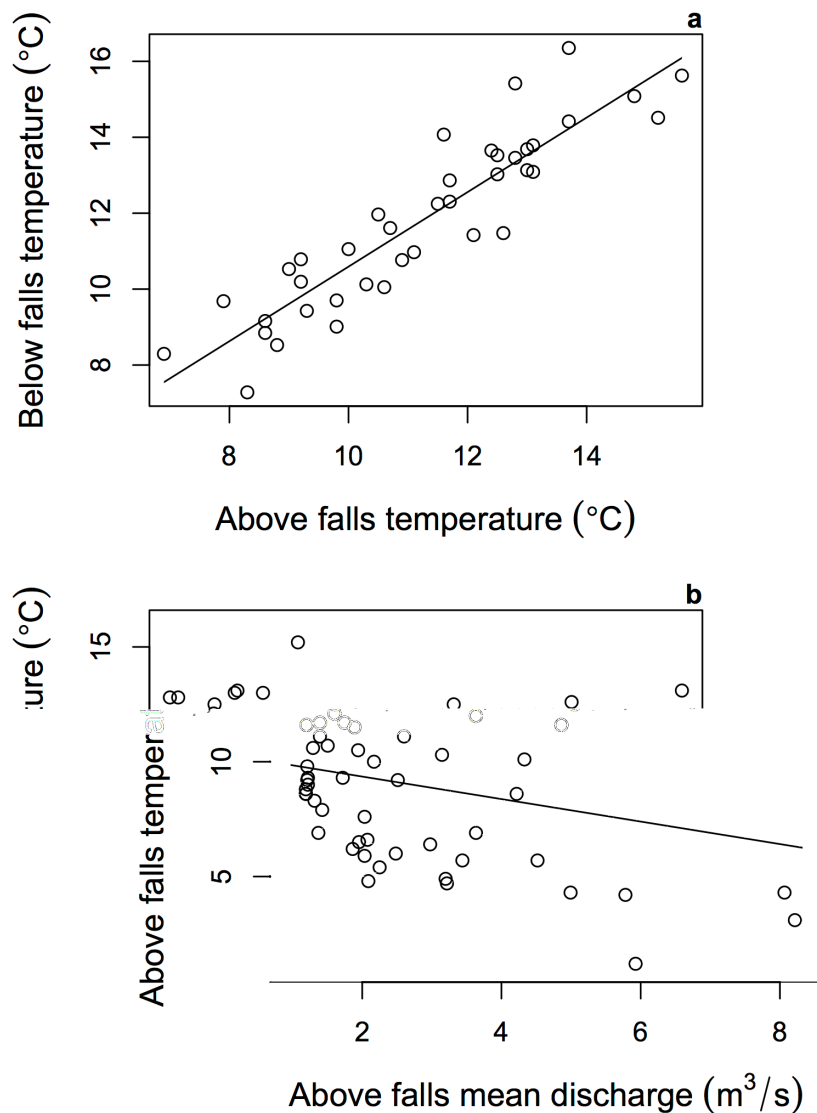 a
Below falls temperature (°C)
16
14
12
10
8
8 10 12 14
Above falls temperature (°C)
b
ure (°C)
Above falls temper
15
10
5
2 4 6 8
Above falls mean discharge (m³/s)